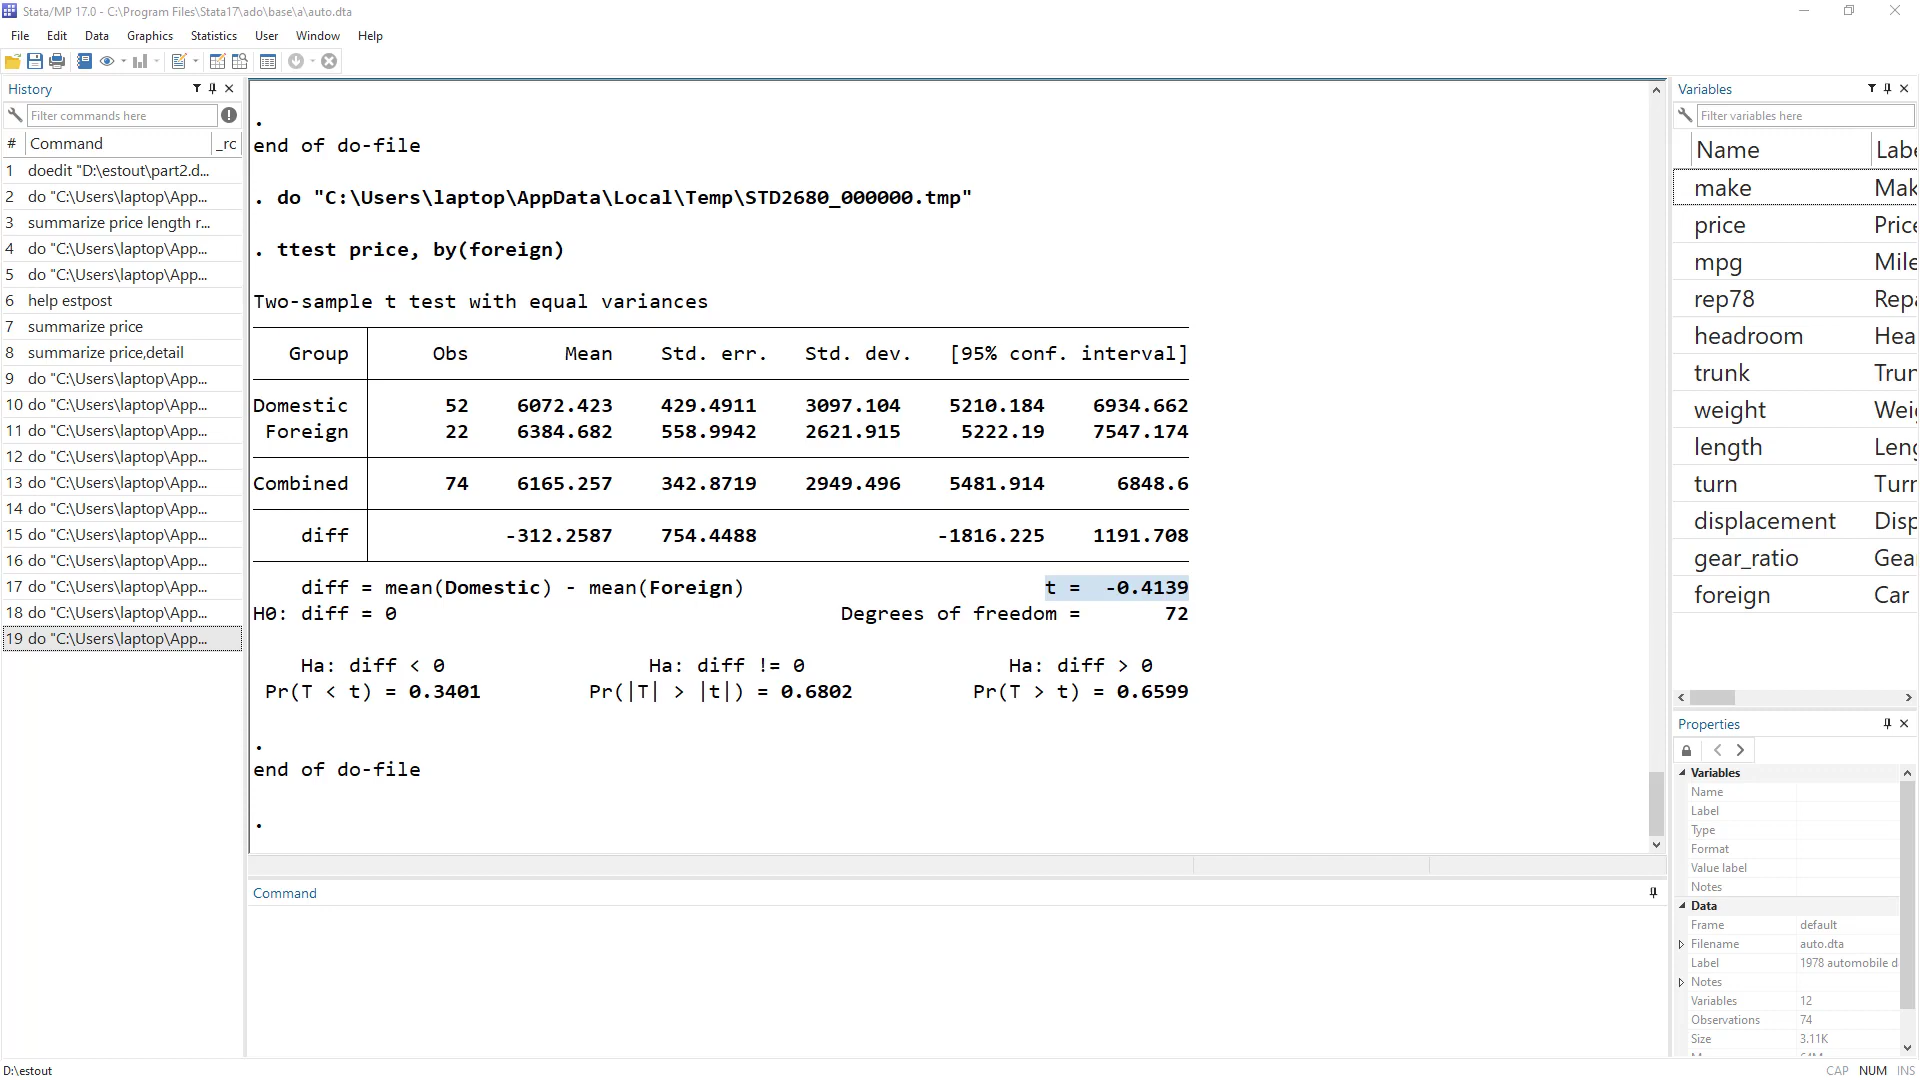 Stata/MP 17.0 - C:\Program Files\Stata17\ado\base\a\auto.dta
File Edit Data Graphics Statistics User Window Help
History
Filter commands here
# Command _rc
1 doedit "D:\estout\part2.d...
2 do "C:\Users\laptop\App...
3 summarize price length r...
4 do "C:\Users\laptop\App...
5 do "C:\Users\laptop\App...
6 help estpost
7 summarize price
8 summarize price,detail
9 do "C:\Users\laptop\App...
10 do "C:\Users\laptop\App...
11 do "C:\Users\laptop\App...
12 do "C:\Users\laptop\App...
13 do "C:\Users\laptop\App...
14 do "C:\Users\laptop\App...
15 do "C:\Users\laptop\App...
16 do "C:\Users\laptop\App...
17 do "C:\Users\laptop\App...
18 do "C:\Users\laptop\App...
19 do "C:\Users\laptop\App...
.
end of do-file
. do "C:\Users\laptop\AppData\Local\Temp\STD2680_000000.tmp"
. ttest price, by(foreign)
Two-sample t test with equal variances
Group Obs Mean Std. err. Std. dev. [95% conf. interval]
Domestic 52 6072.423 429.4911 3097.104 5210.184 6934.662
Foreign 22 6384.682 558.9942 2621.915 5222.19 7547.174
Combined 74 6165.257 342.8719 2949.496 5481.914 6848.6
diff -312.2587 754.4488 -1816.225 1191.708
diff = mean(Domestic) - mean(Foreign) t = -0.4139
H0: diff = 0 Degrees of freedom = 72
Ha: diff < 0 Ha: diff != 0 Ha: diff > 0
Pr(T < t) = 0.3401 Pr(|T| > |t|) = 0.6802 Pr(T > t) = 0.6599
.
end of do-file
.
Command
Variables
Filter variables here
Name Labe
make Mak
price Price
mpg Mile
rep78 Repa
headroom Hea
trunk Trun
weight Weig
length Leng
turn Turn
displacement Disp
gear_ratio Gea
foreign Car
Properties
Variables
Name
Label
Type
Format
Value label
Notes
Data
Frame default
Filename auto.dta
Label 1978 automobile d
Notes
Variables 12
Observations 74
Size 3.11K
D:\estout
CAP NUM INS